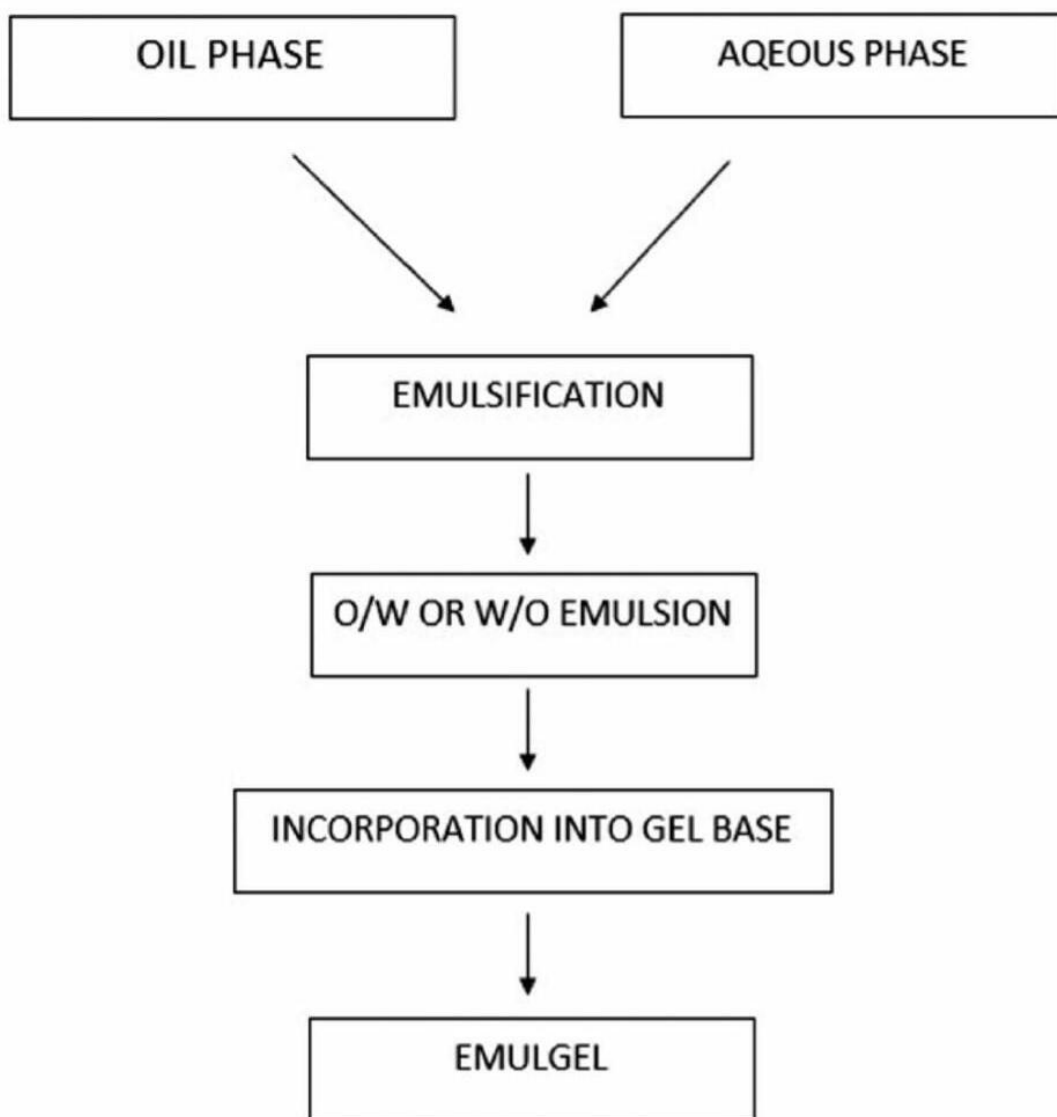 OIL PHASE
AQEOUS PHASE
EMULSIFICATION
O/W OR W/O EMULSION
INCORPORATION INTO GEL BASE
EMULGEL